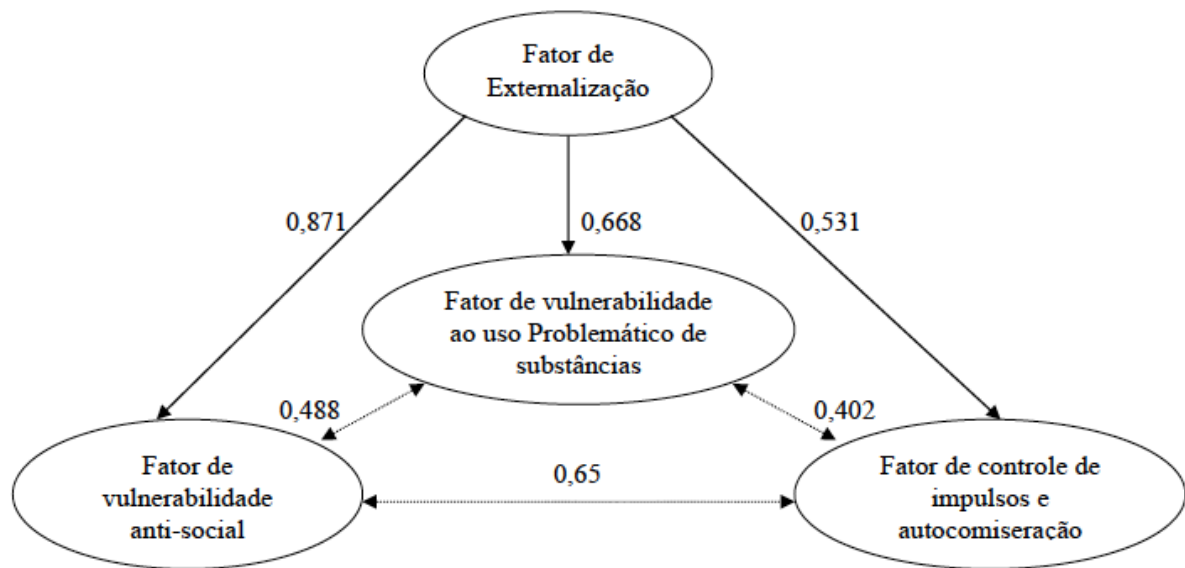 Fator de
Externalização
0,871
0,668
0,531
Fator de vulnerabilidade
ao uso Problemático de
substâncias
0,488
0,402
Fator de
vulnerabilidade
anti-social
0,65
Fator de controle de
impulsos e
autocomiseração